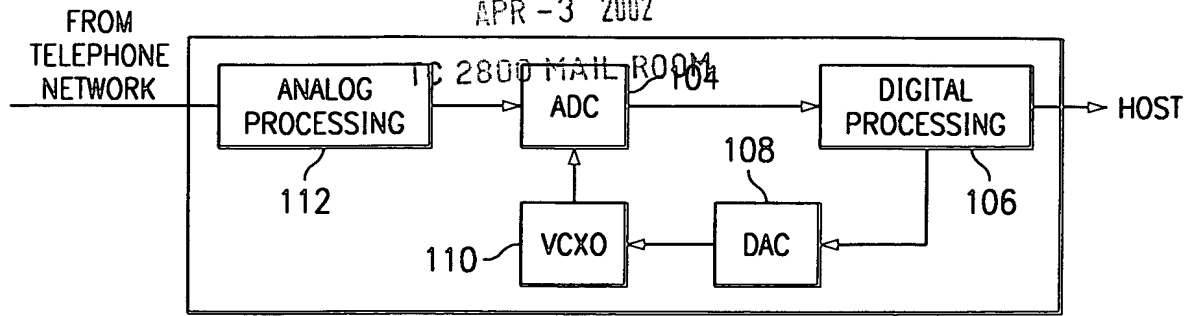 APR - 3 2002
FROM
TELEPHONE
NETWORK
TC 2800 MAIL ROOM
104
ANALOG
PROCESSING
ADC
DIGITAL
PROCESSING
HOST
112
108
106
110
VCXO
DAC